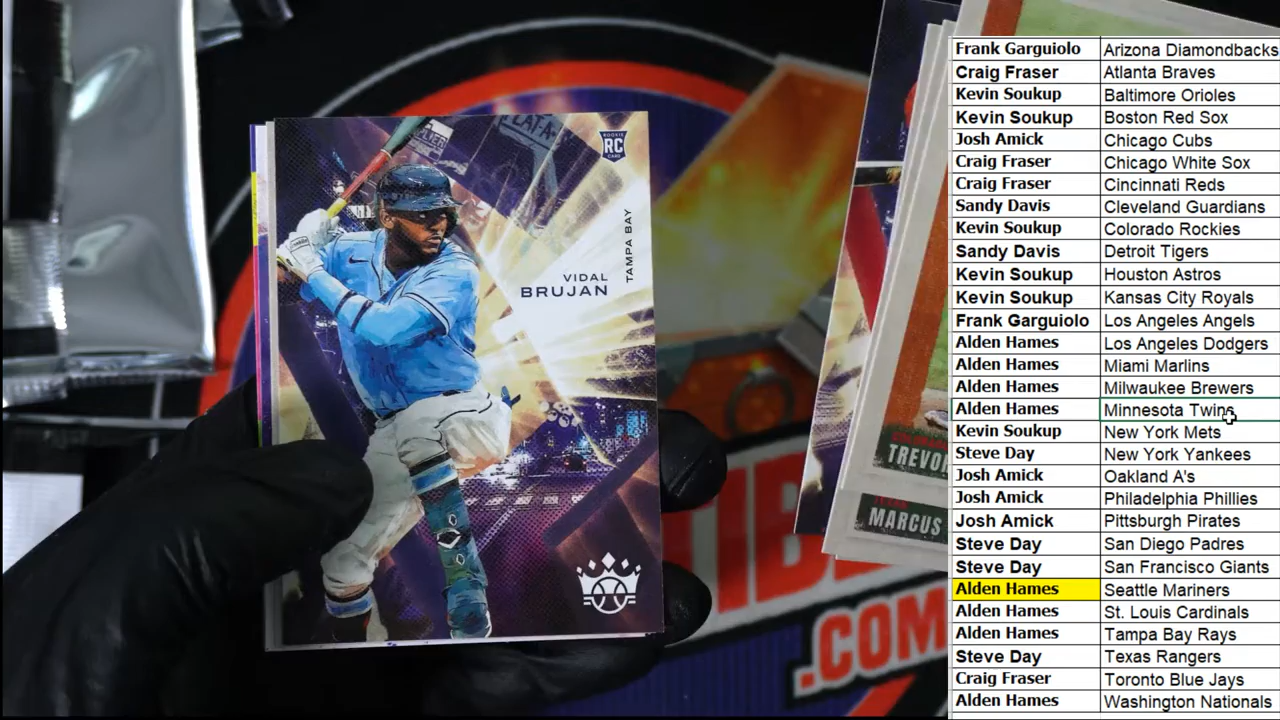 ROOKIE
RC
CARD
TAMPA BAY
VIDAL
BRUJAN
TREVOR
MARCUS
.COM
Frank Garguiolo Arizona Diamondbacks
Craig Fraser Atlanta Braves
Kevin Soukup Baltimore Orioles
Kevin Soukup Boston Red Sox
Josh Amick Chicago Cubs
Craig Fraser Chicago White Sox
Craig Fraser Cincinnati Reds
Sandy Davis Cleveland Guardians
Kevin Soukup Colorado Rockies
Sandy Davis Detroit Tigers
Kevin Soukup Houston Astros
Kevin Soukup Kansas City Royals
Frank Garguiolo Los Angeles Angels
Alden Hames Los Angeles Dodgers
Alden Hames Miami Marlins
Alden Hames Milwaukee Brewers
Alden Hames Minnesota Twins
Kevin Soukup New York Mets
Steve Day New York Yankees
Josh Amick Oakland A's
Josh Amick Philadelphia Phillies
Josh Amick Pittsburgh Pirates
Steve Day San Diego Padres
Steve Day San Francisco Giants
Alden Hames Seattle Mariners
Alden Hames St. Louis Cardinals
Alden Hames Tampa Bay Rays
Steve Day Texas Rangers
Craig Fraser Toronto Blue Jays
Alden Hames Washington Nationals